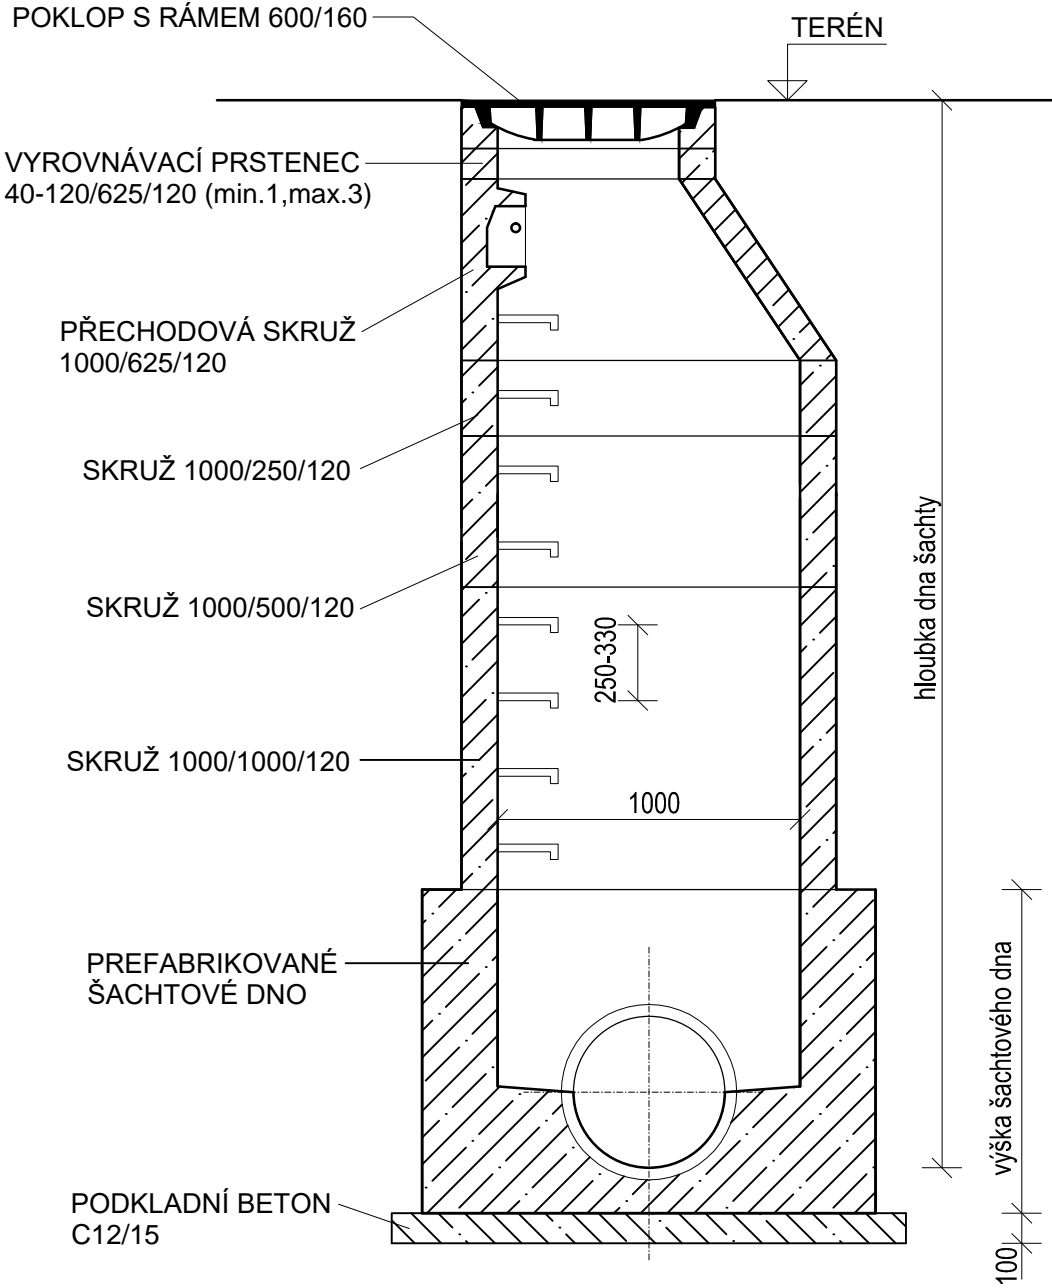 POKLOP S RÁMEM 600/160
TERÉN
VYROVNÁVACÍ PRSTENEC
40-120/625/120 (min.1,max.3)
PŘECHODOVÁ SKRUŽ
1000/625/120
SKRUŽ 1000/250/120
SKRUŽ 1000/500/120
250-330
hloubka dna šachty
SKRUŽ 1000/1000/120
1000
PREFABRIKOVANÉ
ŠACHTOVÉ DNO
výška šachtového dna
PODKLADNÍ BETON
C12/15
100